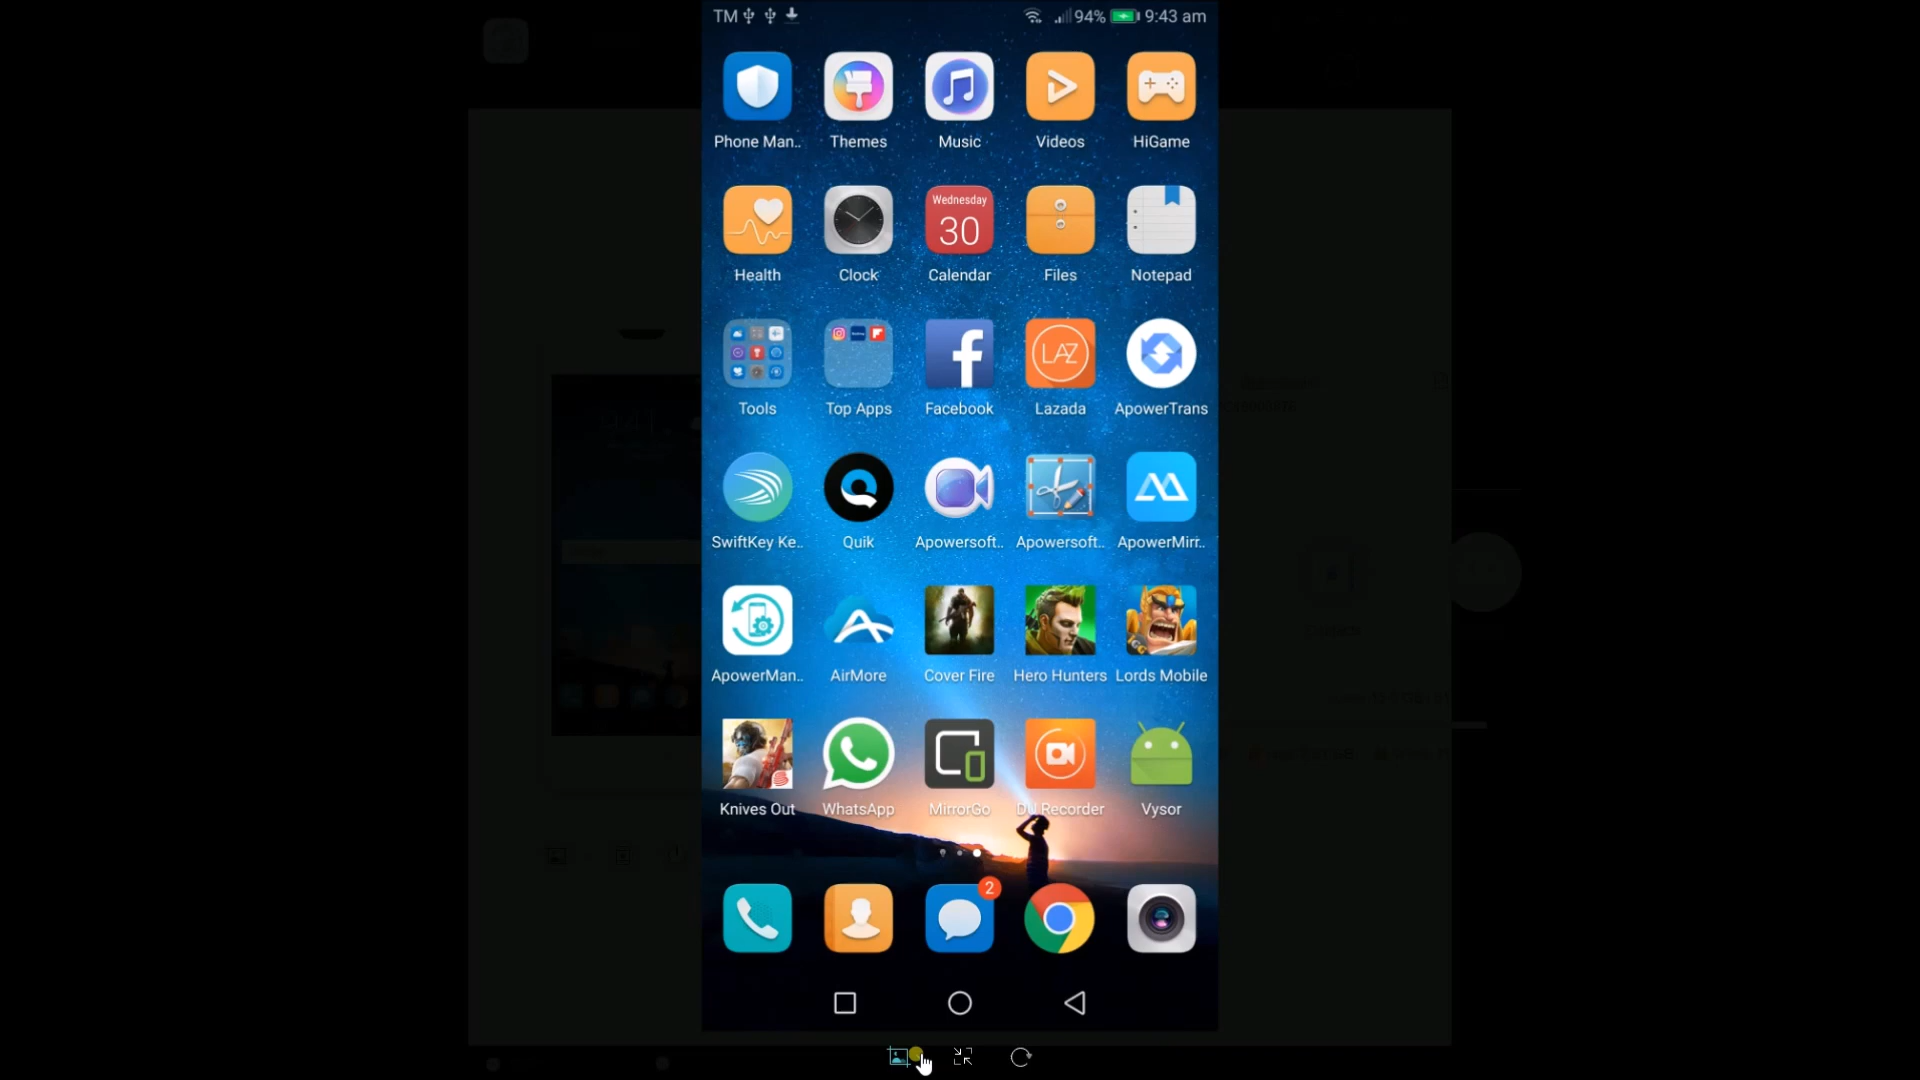 TM 94% 9:43 am
Phone Man.. Themes Music Videos HiGame
Wednesday
30
Health Clock Calendar Files Notepad
LAZ
Tools Top Apps Facebook Lazada ApowerTrans
SwiftKey Ke.. Quik Apowersoft.. Apowersoft.. ApowerMirr..
ApowerMan.. AirMore Cover Fire Hero Hunters Lords Mobile
Knives Out WhatsApp MirrorGo DU Recorder Vysor
2